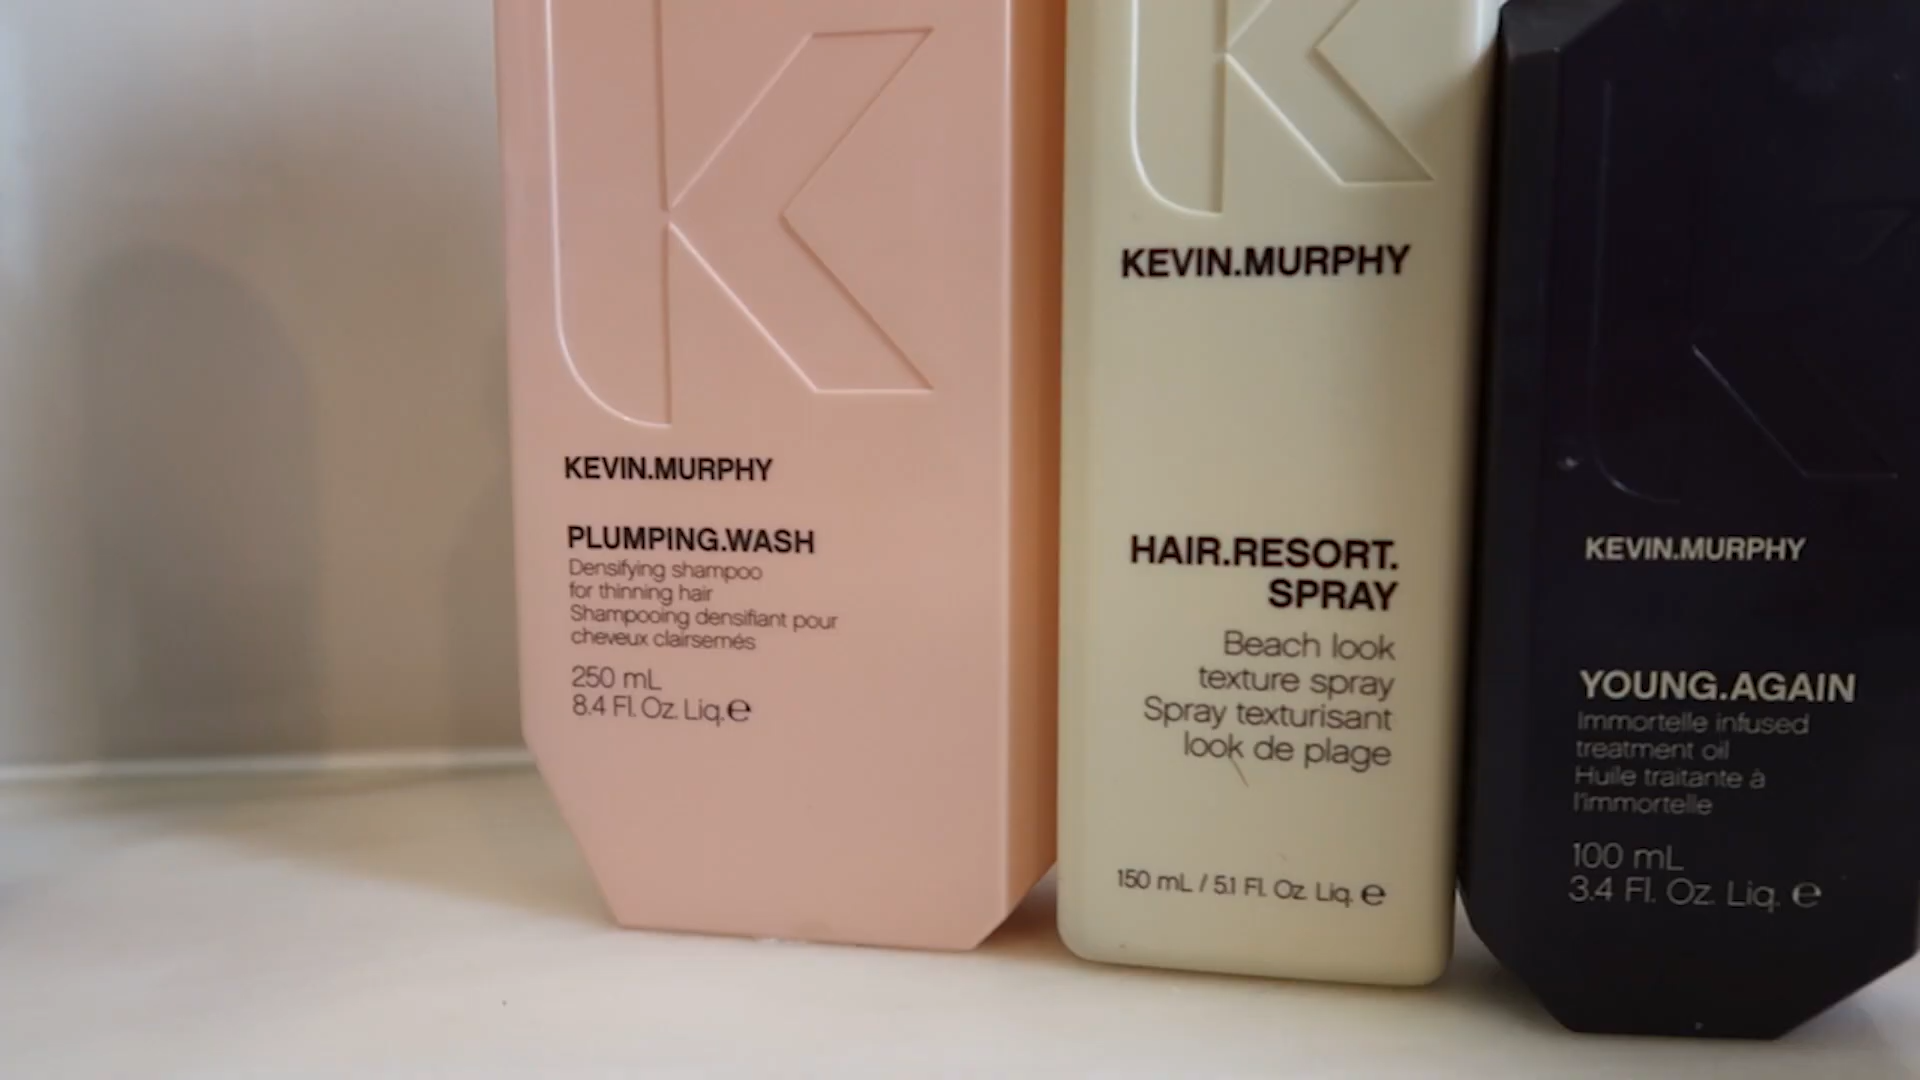 KEVIN.MURPHY
PLUMPING.WASH
Densifying shampoo
for thinning hair
Shampooing densifiant pour
cheveux clairsemés
250 mL
8.4 Fl. Oz. Liq. ℮
KEVIN.MURPHY
HAIR.RESORT.
SPRAY
Beach look
texture spray
Spray texturisant
look de plage
150 mL / 5.1 Fl. Oz. Liq. ℮
KEVIN.MURPHY
YOUNG.AGAIN
Immortelle infused
treatment oil
Huile traitante à
l'immortelle
100 mL
3.4 Fl. Oz. Liq. ℮